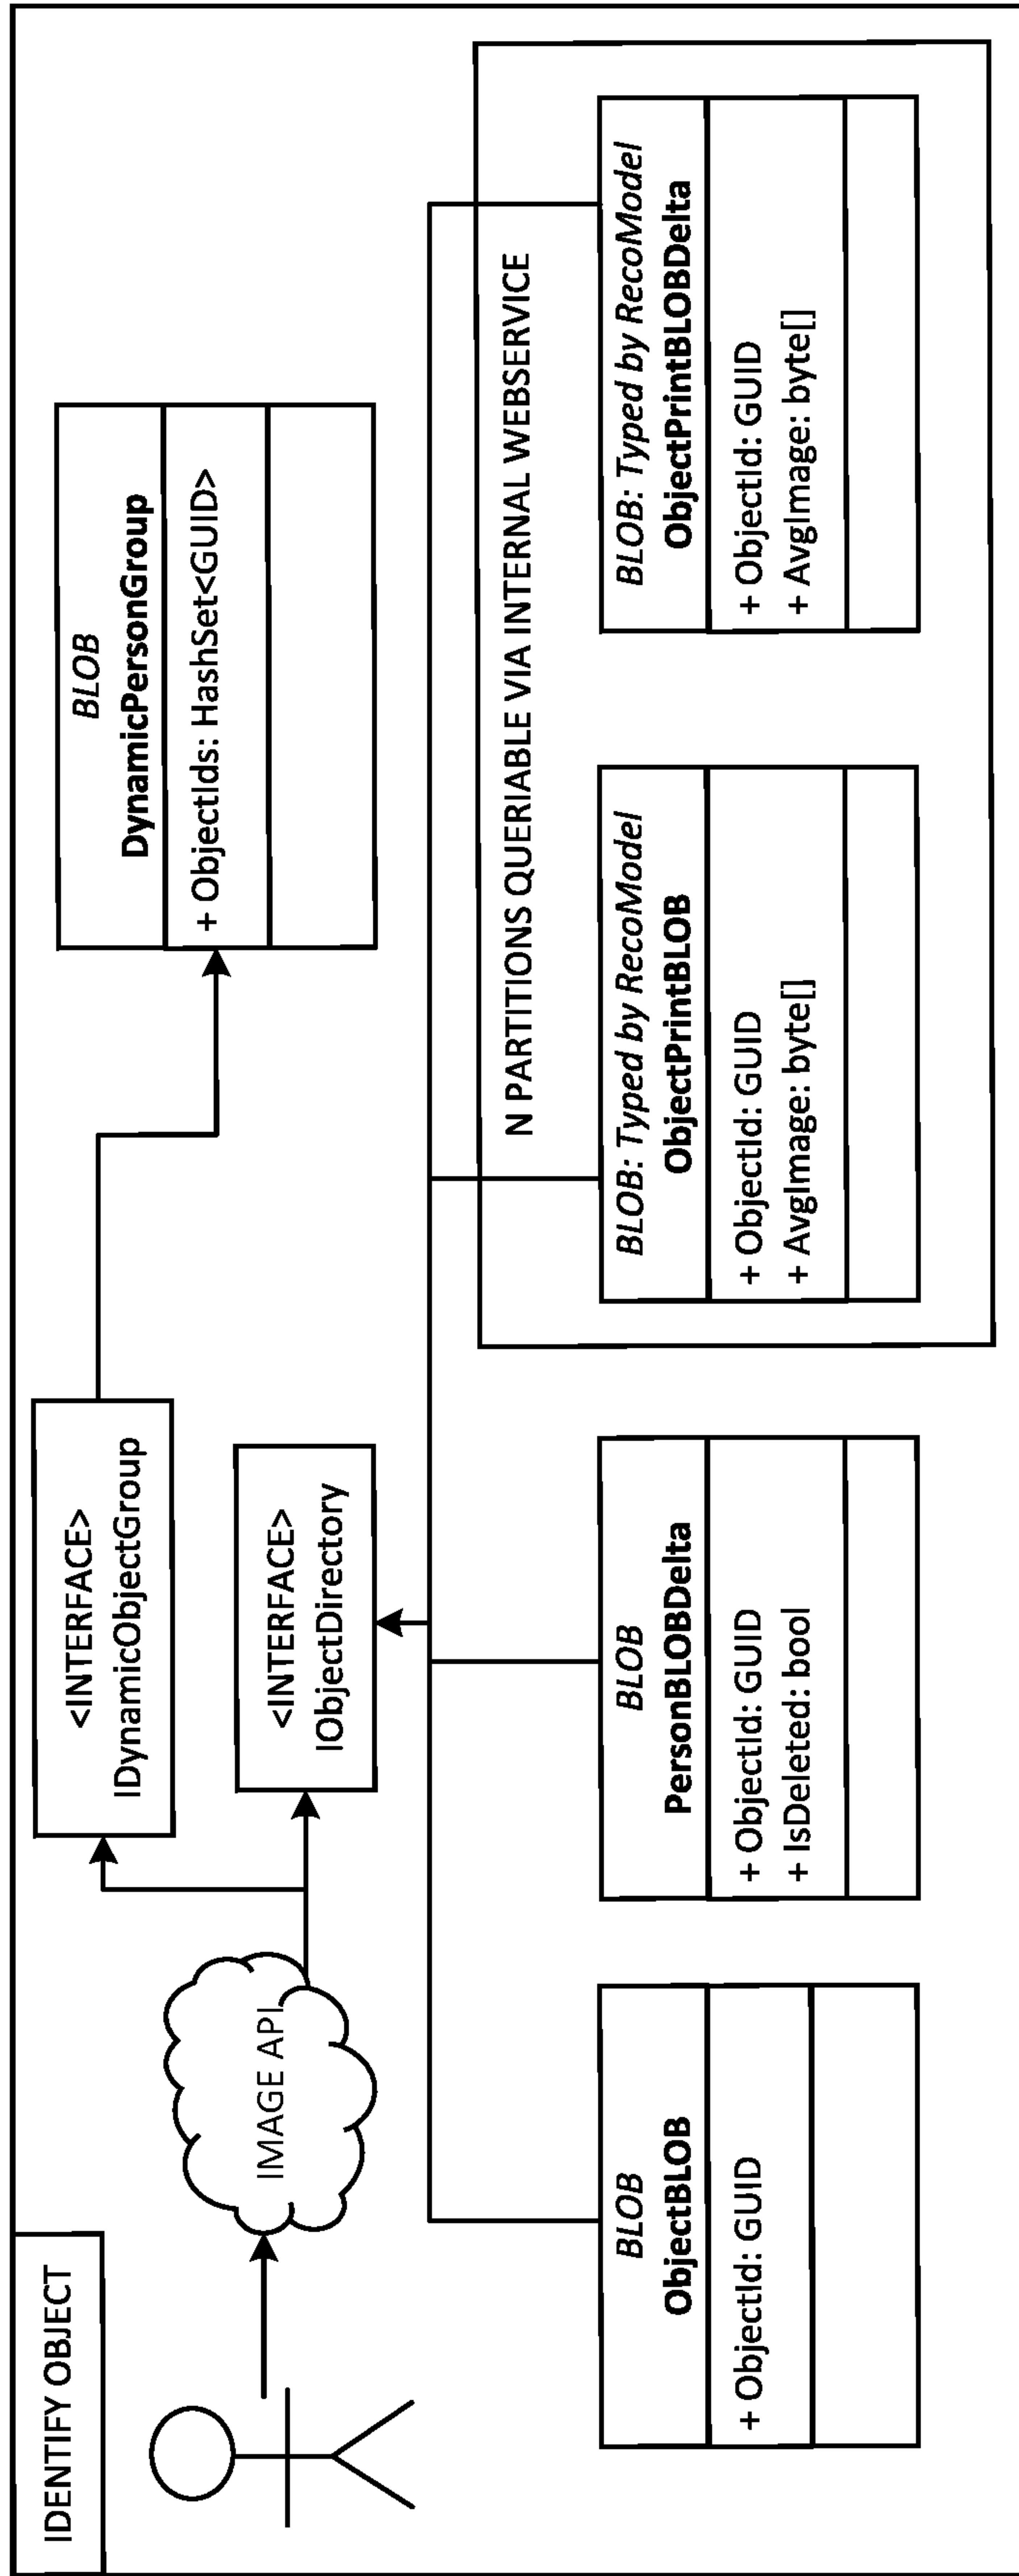 IDENTIFY OBJECT
IMAGE API
<INTERFACE>
IDynamicObjectGroup
<INTERFACE>
IObjectDirectory
BLOB
DynamicPersonGroup
+ ObjectIds: HashSet<GUID>
BLOB
ObjectBLOB
+ ObjectId: GUID
BLOB
PersonBLOBDelta
+ ObjectId: GUID
+ IsDeleted: bool
N PARTITIONS QUERIABLE VIA INTERNAL WEBSERVICE
BLOB: Typed by RecoModel
ObjectPrintBLOB
+ ObjectId: GUID
+ AvgImage: byte[]
BLOB: Typed by RecoModel
ObjectPrintBLOBDelta
+ ObjectId: GUID
+ AvgImage: byte[]